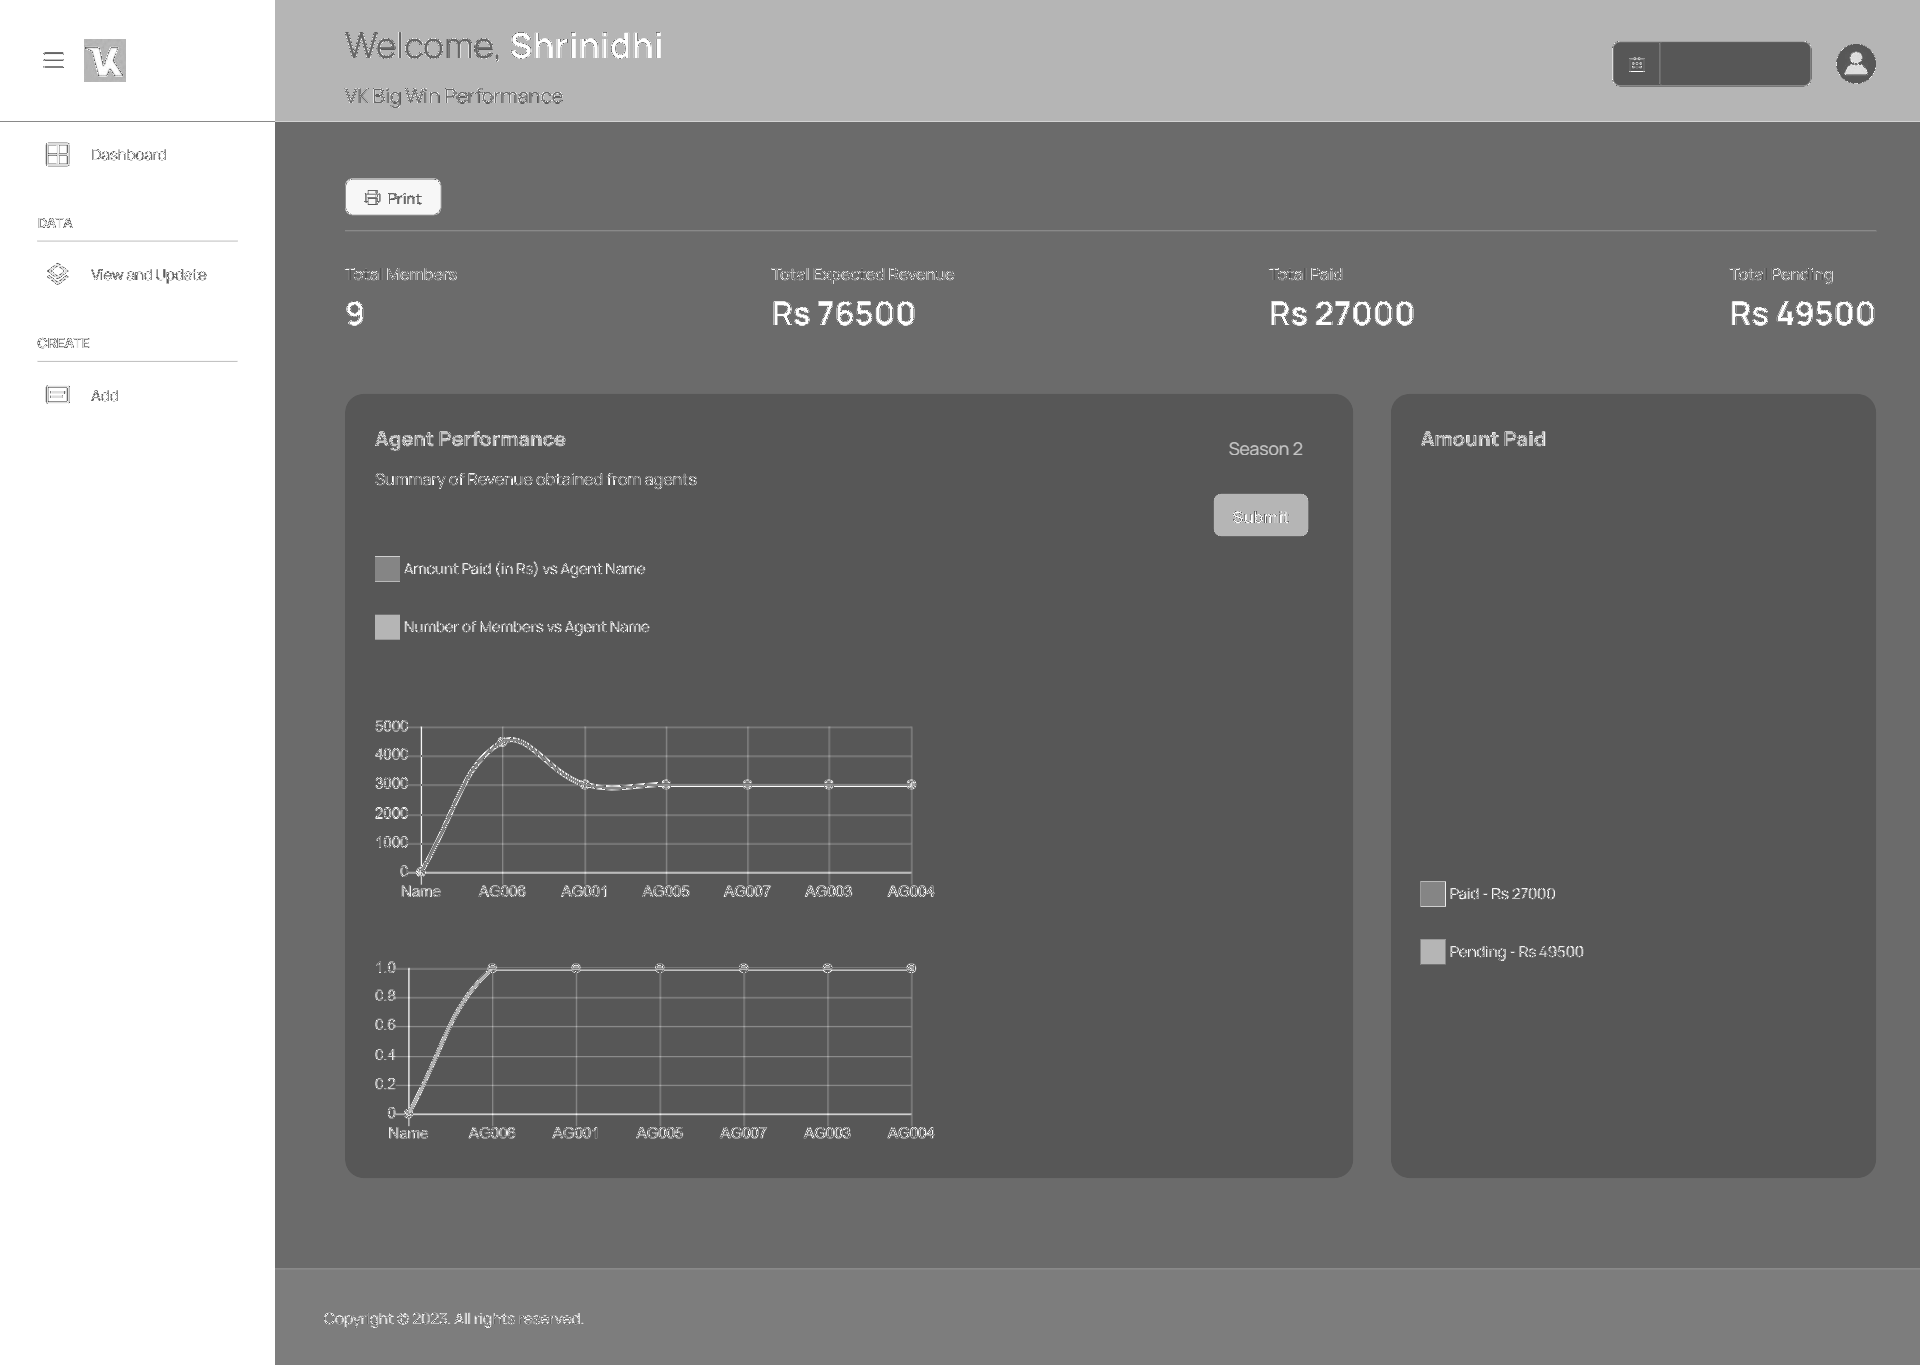 VK
Welcome, Shrinidhi
VK Big Win Performance
Dashboard
DATA
View and Update
CREATE
Add
Print
Total Members
9
Total Expected Revenue
Rs 76500
Total Paid
Rs 27000
Total Pending
Rs 49500
Agent Performance
Summary of Revenue obtained from agents
Season 2
Submit
Amount Paid (in Rs) vs Agent Name
Number of Members vs Agent Name
5000
4000
3000
2000
1000
0
Name AG006 AG001 AG005 AG007 AG003 AG004
1.0
0.8
0.6
0.4
0.2
0
Name AG006 AG001 AG005 AG007 AG003 AG004
Amount Paid
Paid - Rs 27000
Pending - Rs 49500
Copyright © 2023. All rights reserved.